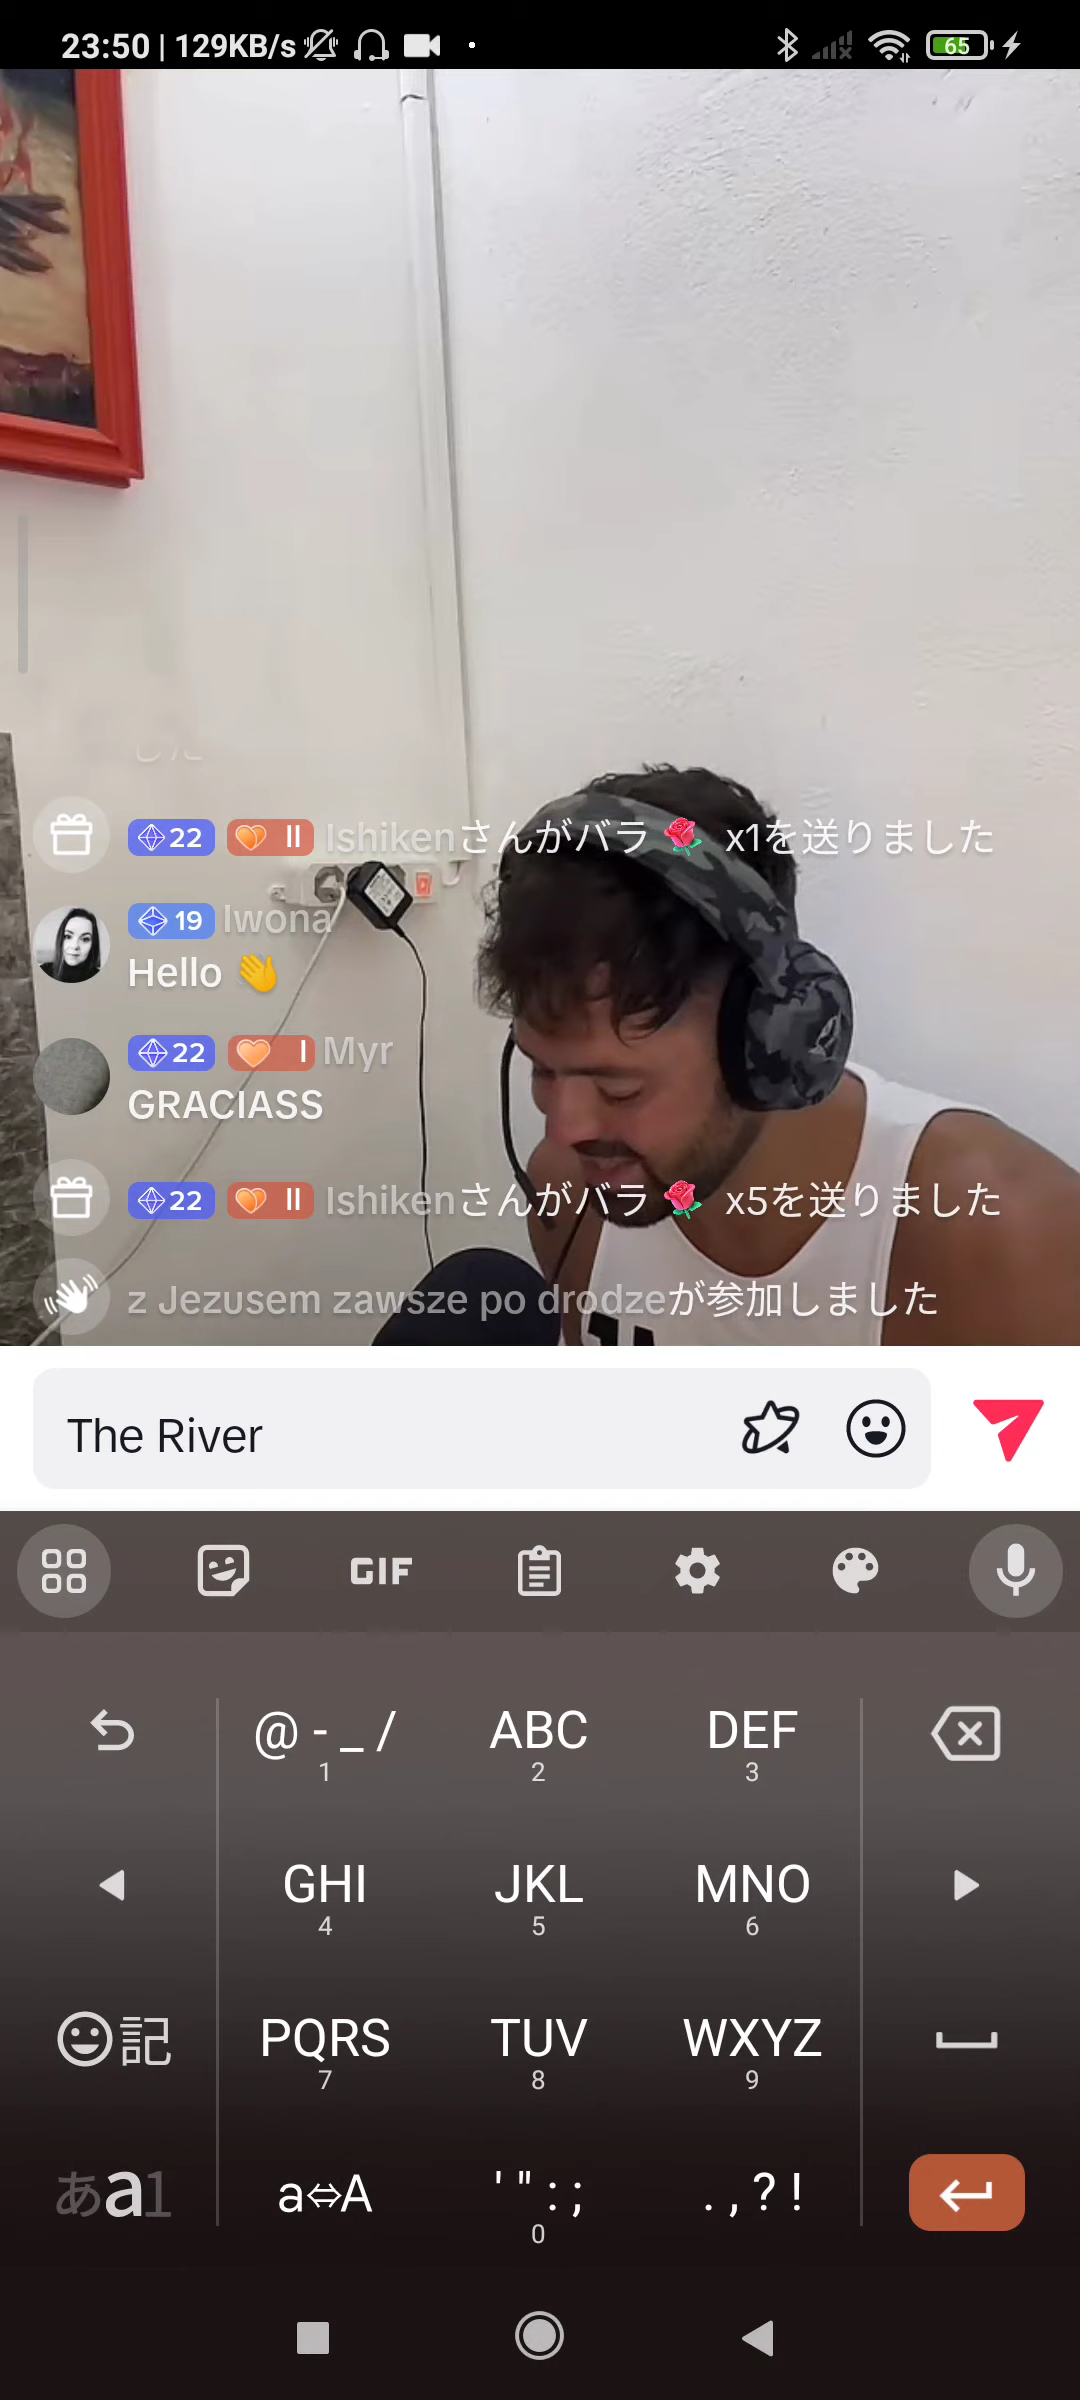 23:50 | 129KB/s
65
した
22 II Ishikenさんがバラ x1を送りました
19 Iwona
Hello 👋
22 I Myr
GRACIASS
22 II Ishikenさんがバラ x5を送りました
z Jezusem zawsze po drodzeが参加しました
The River
GIF
@ - _ / ABC DEF
1 2 3
GHI JKL MNO
4 5 6
記 PQRS TUV WXYZ
7 8 9
あa1 a⇔A ' " : ; . , ? !
0